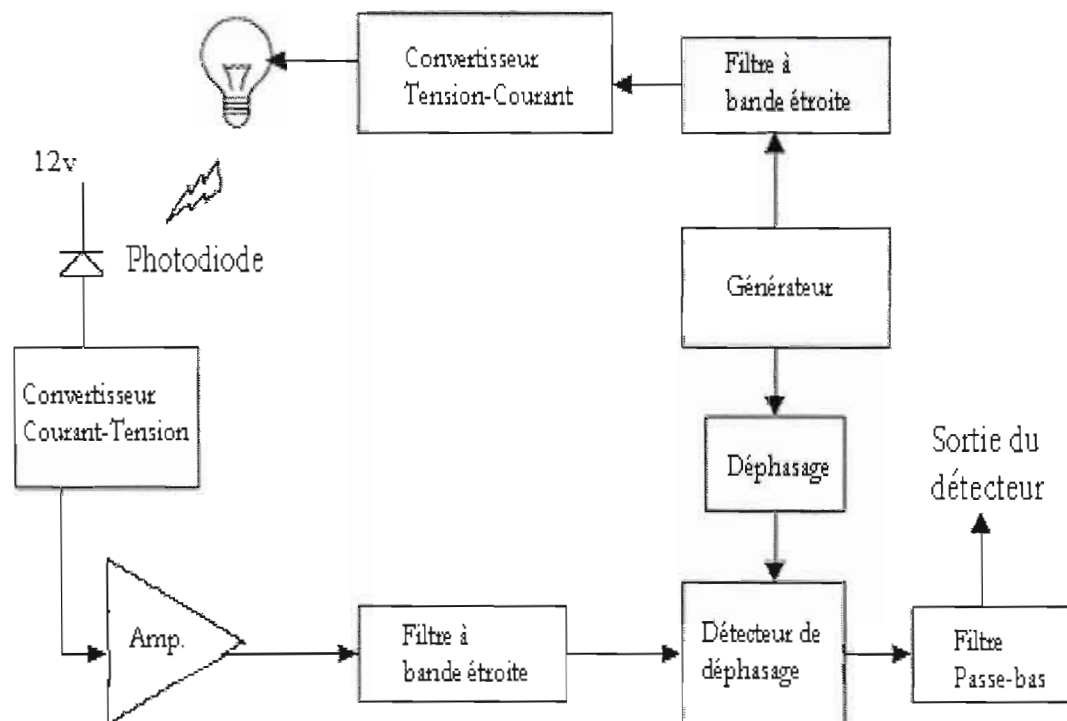 Convertisseur
Tension-Courant
Filtre à
bande étroite
12v
Photodiode
Générateur
Convertisseur
Courant-Tension
Déphasage
Sortie du
détecteur
Amp.
Filtre à
bande étroite
Détecteur de
déphasage
Filtre
Passe-bas